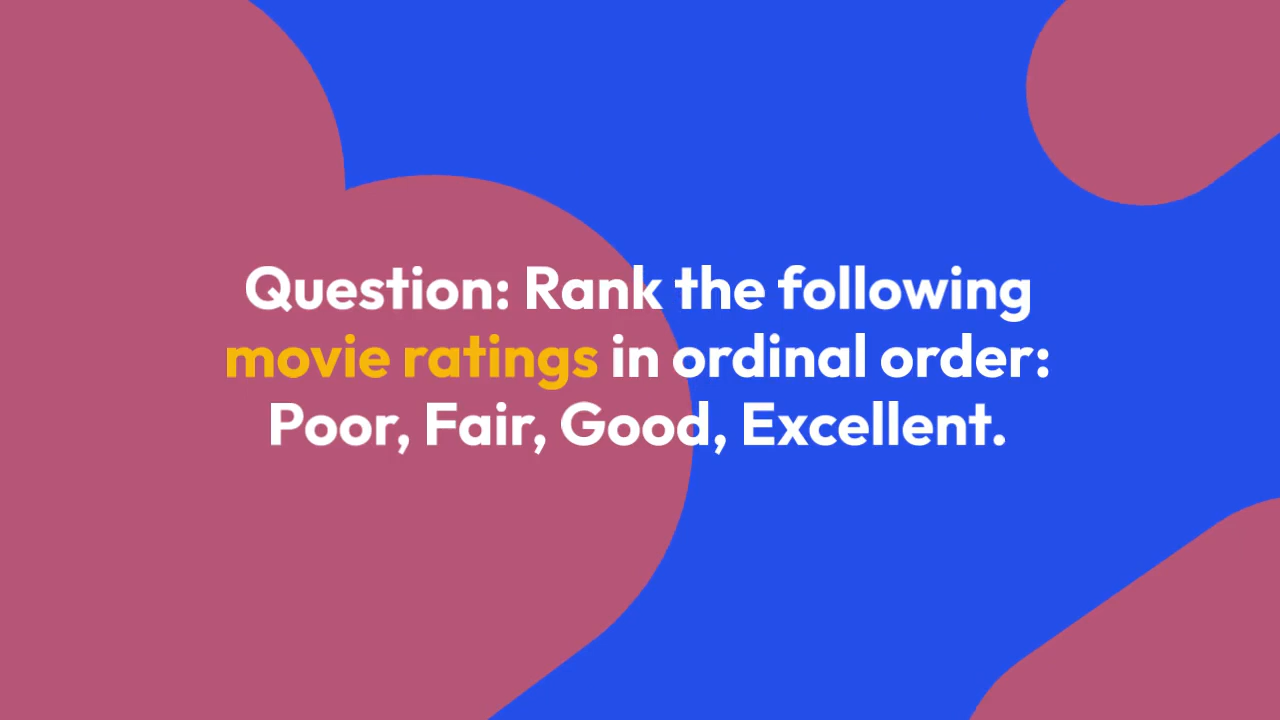 Question: Rank the following
movie ratings in ordinal order:
Poor, Fair, Good, Excellent.